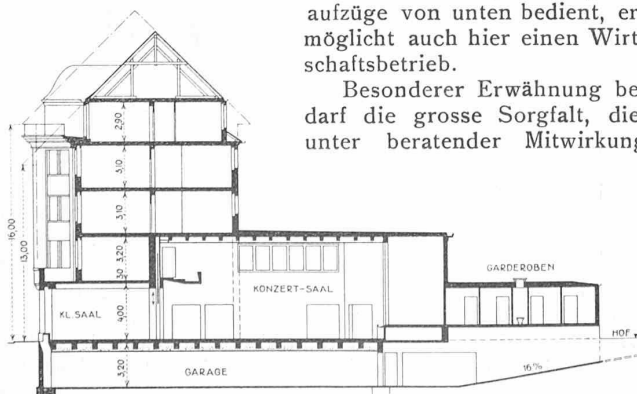 aufzüge von unten bedient, er
möglicht auch hier einen Wirt
schaftsbetrieb.
Besonderer Erwähnung be
darf die grosse Sorgfalt, die
unter beratender Mitwirkung
2,90
3,10
3,10
3,20
30
4,00
3,20
16,00
13,00
KL. SAAL
KONZERT-SAAL
GARDEROBEN
HOF
GARAGE
16%